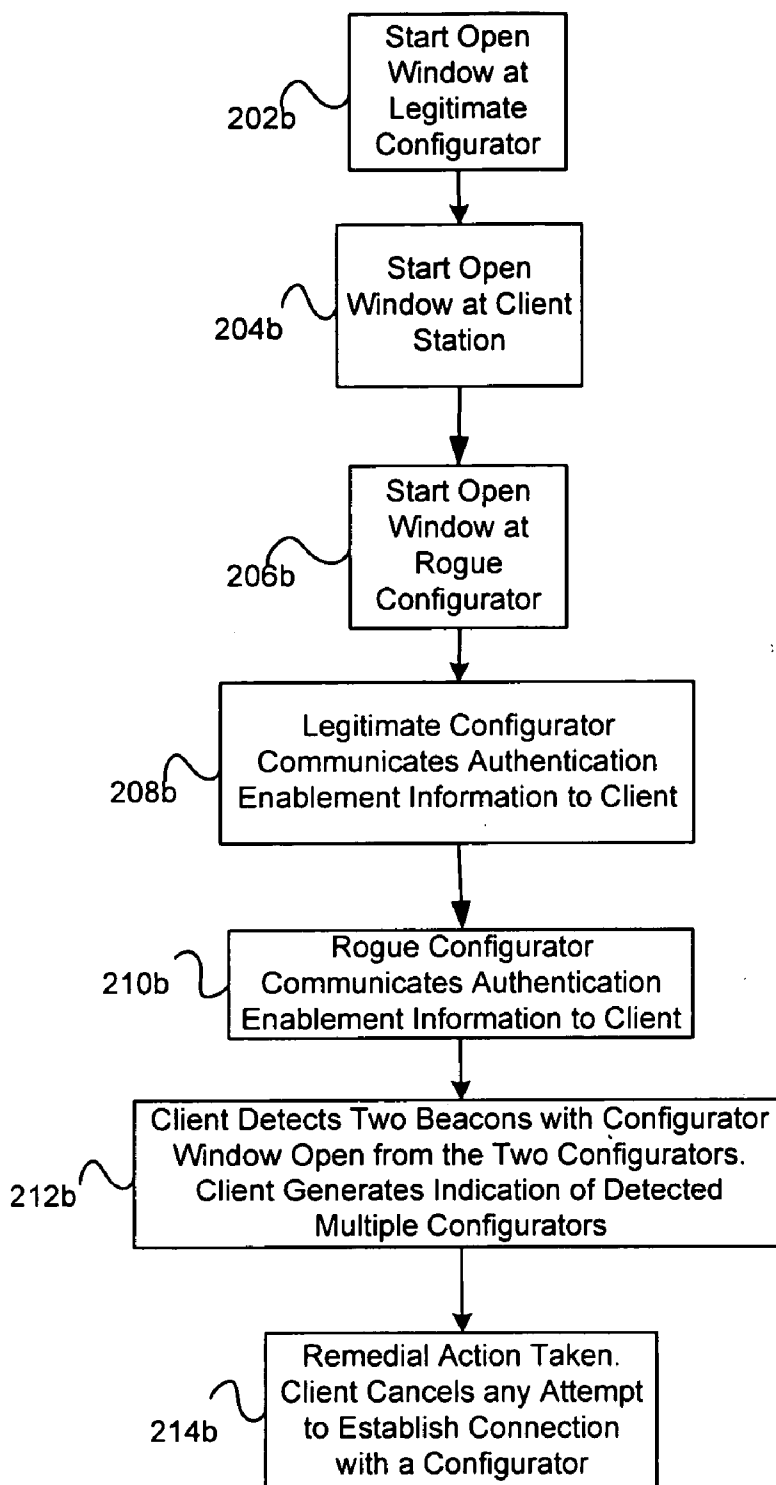 Start Open
Window at
Legitimate
Configurator
202b
Start Open
Window at Client
Station
204b
Start Open
Window at
Rogue
Configurator
206b
Legitimate Configurator
Communicates Authentication
Enablement Information to Client
208b
Rogue Configurator
Communicates Authentication
Enablement Information to Client
210b
Client Detects Two Beacons with Configurator
Window Open from the Two Configurators.
Client Generates Indication of Detected
Multiple Configurators
212b
Remedial Action Taken.
Client Cancels any Attempt
to Establish Connection
with a Configurator
214b